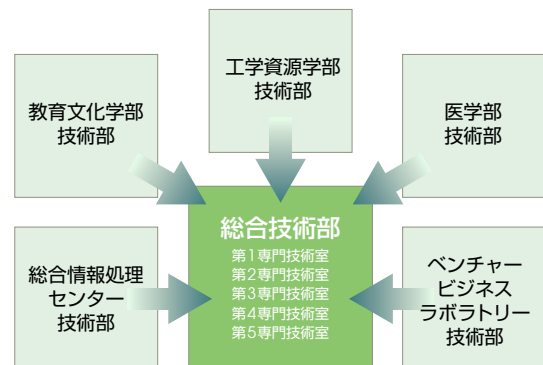 工学資源学部
技術部
教育文化学部
技術部
医学部
技術部
総合技術部
第1専門技術室
第2専門技術室
第3専門技術室
第4専門技術室
第5専門技術室
総合情報処理
センター
技術部
ベンチャー
ビジネス
ラボラトリー
技術部